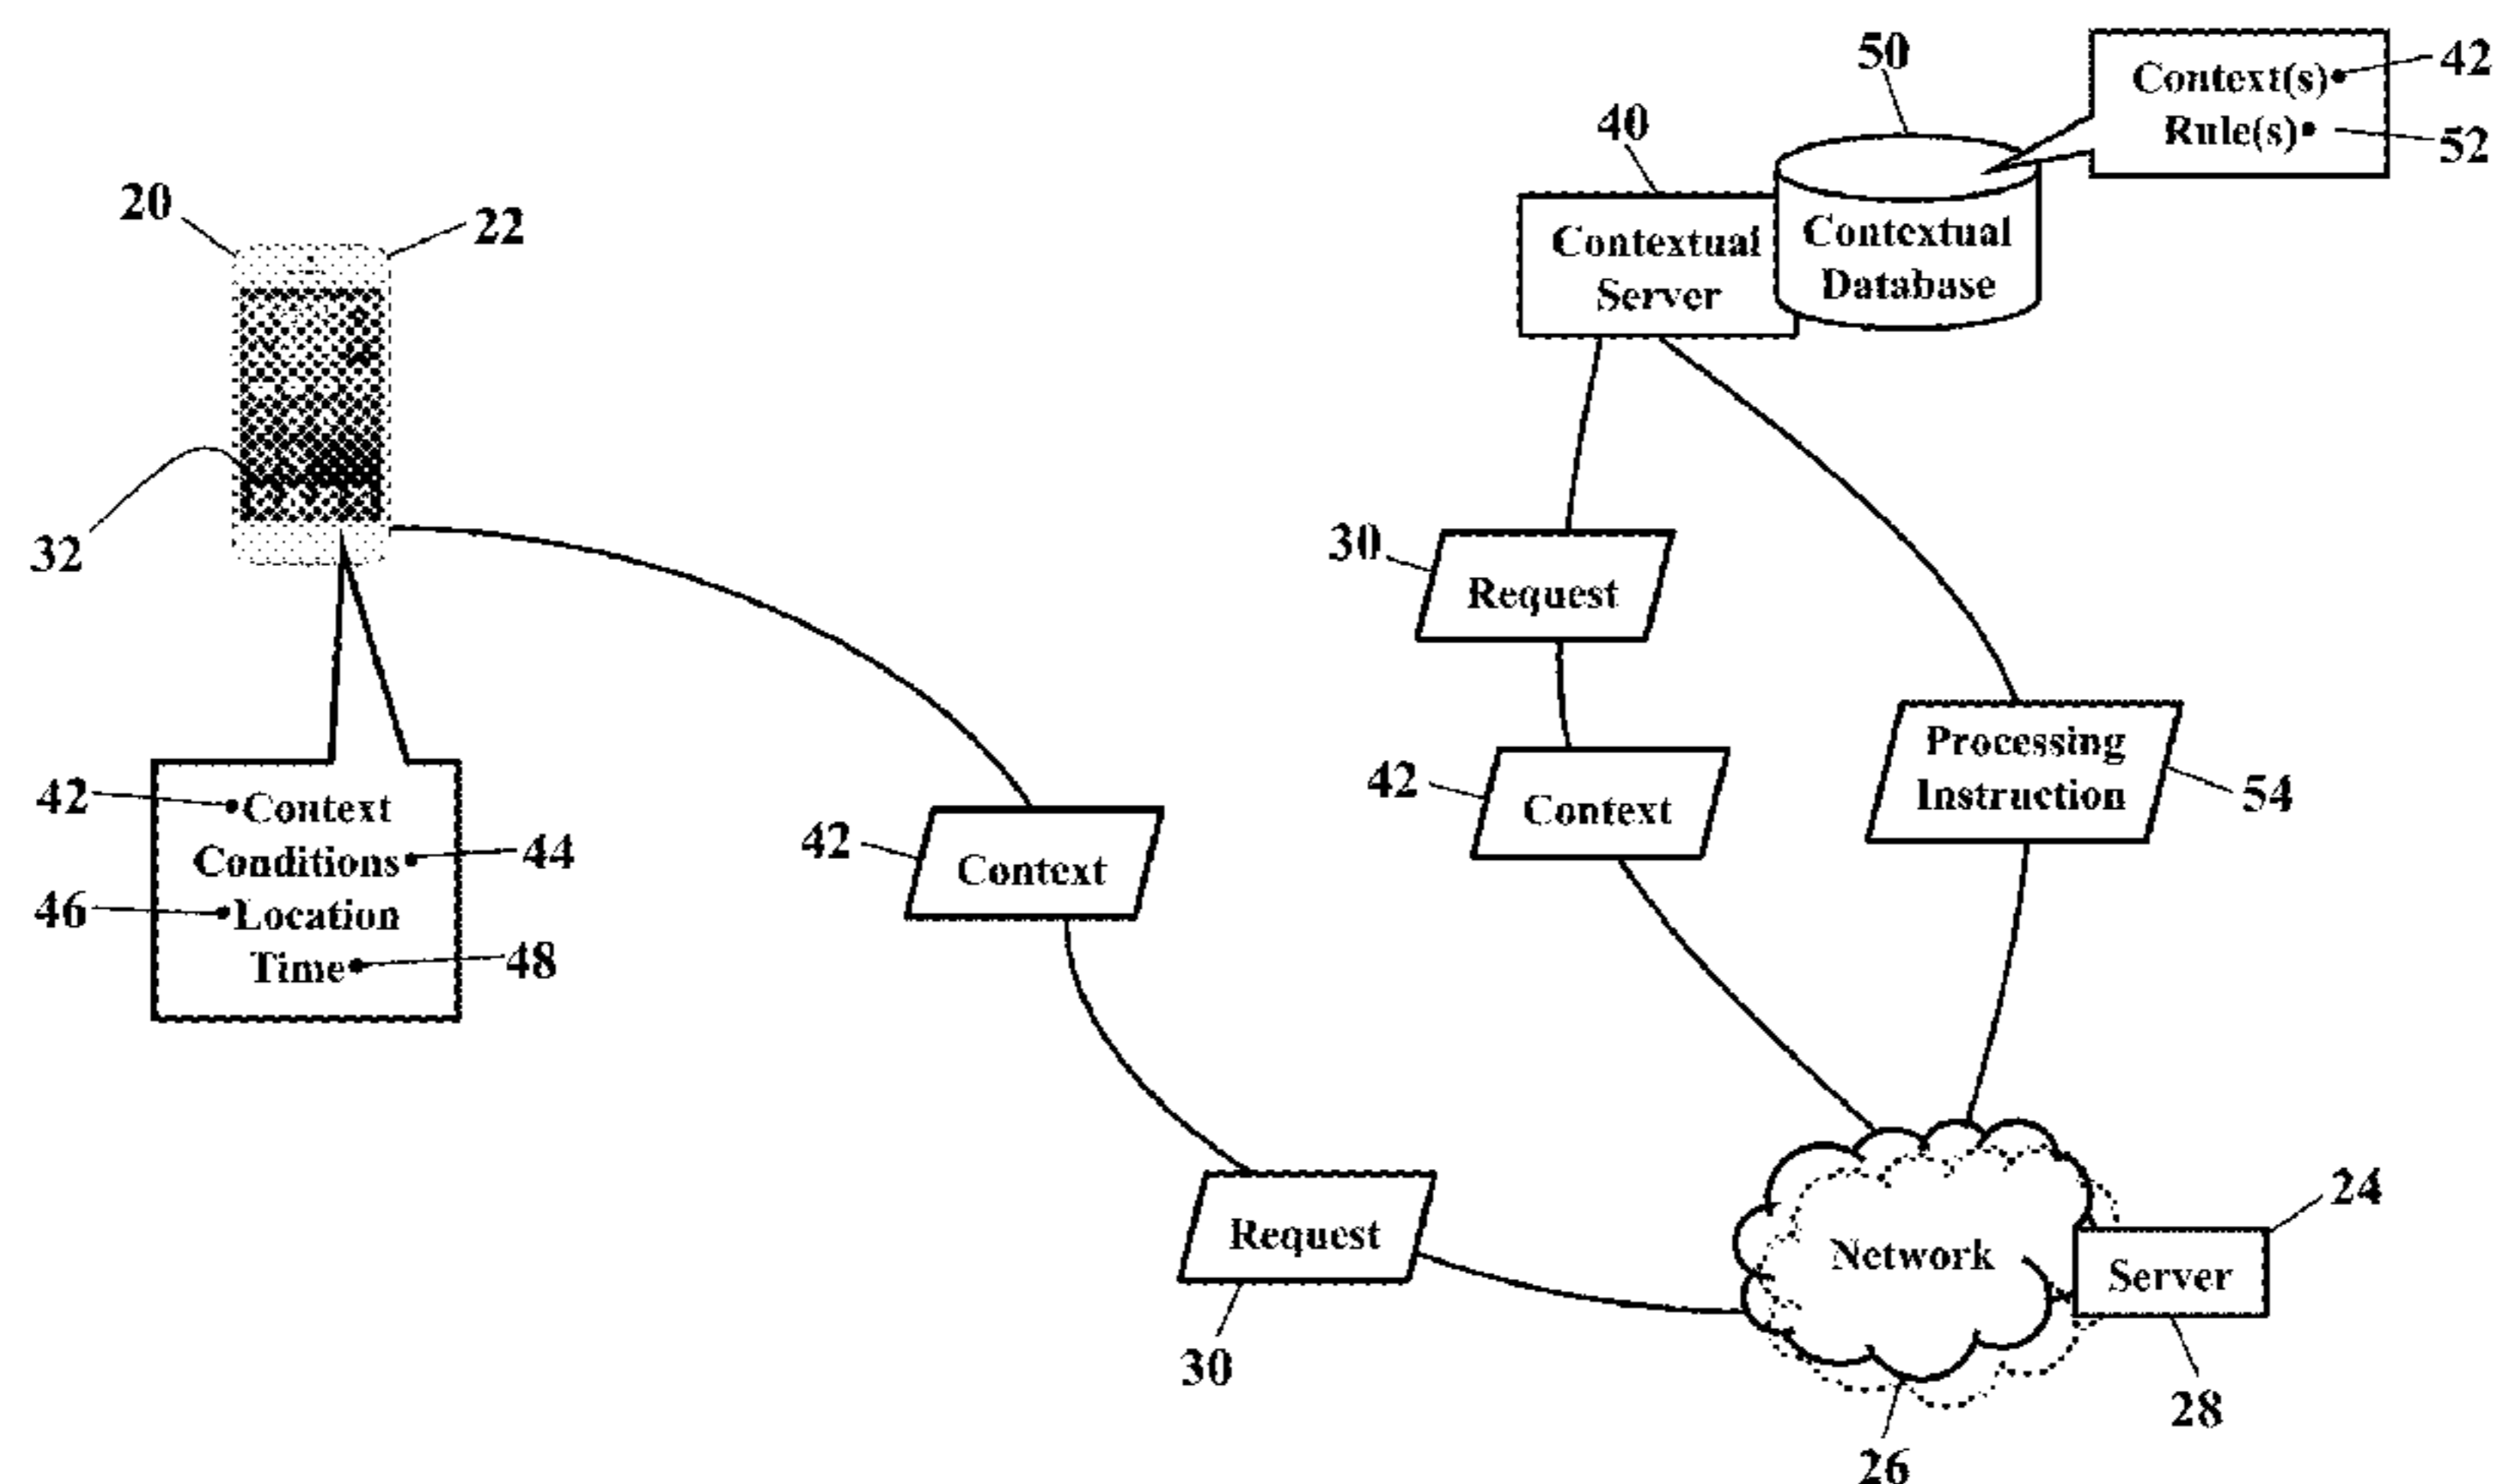 50
Context(s)
42
40
Rule(s)
52
20
22
Contextual
Server
Contextual
Database
32
30
Request
42
Context
Conditions
44
46
Location
Time
48
42
Context
42
Context
Processing
Instruction
54
Request
30
Network
24
Server
28
26